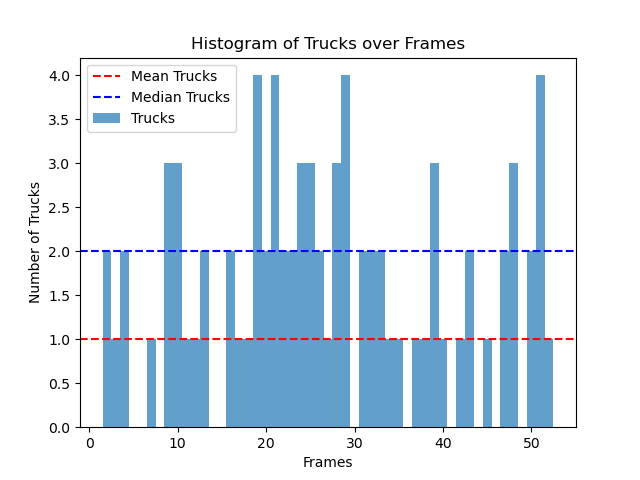 Histogram of Trucks over Frames
Mean Trucks
Median Trucks
Trucks
4.0
3.5
3.0
2.5
2.0
1.5
1.0
0.5
0.0
Number of Trucks
0 10 20 30 40 50
Frames